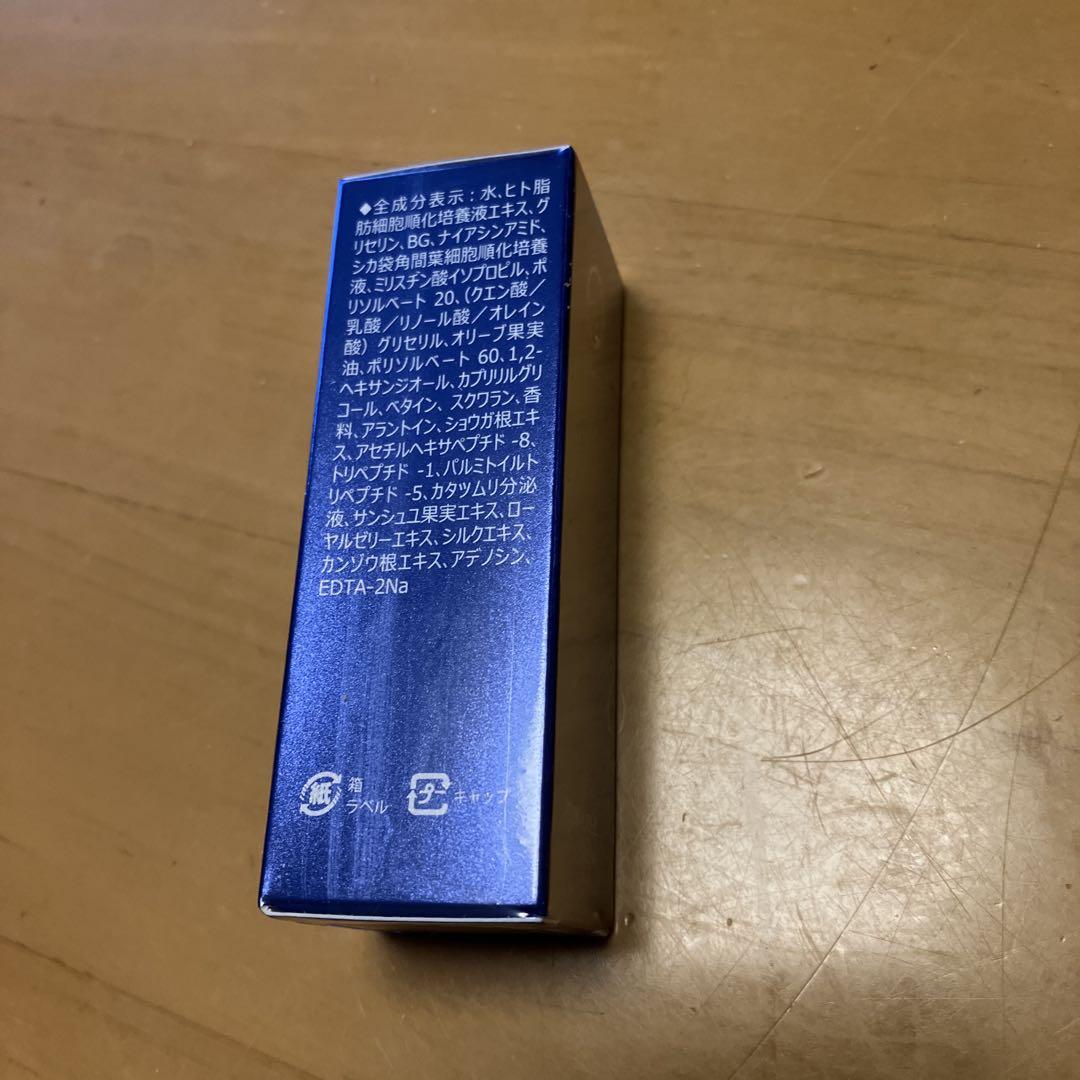 ◆全成分表示：水、ヒト脂
肪細胞順化培養液エキス、グ
リセリン、BG、ナイアシンアミド、
シカ袋角間葉細胞順化培養
液、ミリスチン酸イソプロピル、ポ
リソルベート 20、（クエン酸／
乳酸／リノール酸／オレイン
酸）グリセリル、オリーブ果実
油、ポリソルベート 60、1,2-
ヘキサンジオール、カプリリルグリ
コール、ベタイン、スクワラン、香
料、アラントイン、ショウガ根エキ
ス、アセチルヘキサペプチド -8、
トリペプチド -1、パルミトイルト
リペプチド -5、カタツムリ分泌
液、サンシュユ果実エキス、ロー
ヤルゼリーエキス、シルクエキス、
カンゾウ根エキス、アデノシン、
EDTA-2Na
紙 箱 プラ キャップ
ラベル